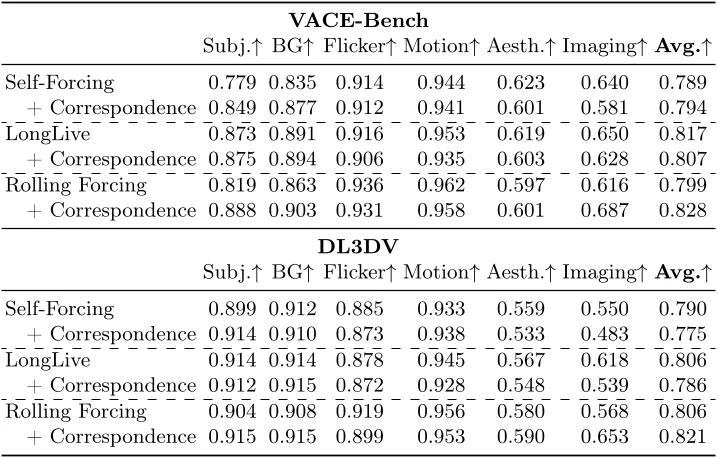 VACE-Bench
Subj.↑ BG↑ Flicker↑ Motion↑ Aesth.↑ Imaging↑ Avg.↑
Self-Forcing 0.779 0.835 0.914 0.944 0.623 0.640 0.789
+ Correspondence 0.849 0.877 0.912 0.941 0.601 0.581 0.794
LongLive 0.873 0.891 0.916 0.953 0.619 0.650 0.817
+ Correspondence 0.875 0.894 0.906 0.935 0.603 0.628 0.807
Rolling Forcing 0.819 0.863 0.936 0.962 0.597 0.616 0.799
+ Correspondence 0.888 0.903 0.931 0.958 0.601 0.687 0.828
DL3DV
Subj.↑ BG↑ Flicker↑ Motion↑ Aesth.↑ Imaging↑ Avg.↑
Self-Forcing 0.899 0.912 0.885 0.933 0.559 0.550 0.790
+ Correspondence 0.914 0.910 0.873 0.938 0.533 0.483 0.775
LongLive 0.914 0.914 0.878 0.945 0.567 0.618 0.806
+ Correspondence 0.912 0.915 0.872 0.928 0.548 0.539 0.786
Rolling Forcing 0.904 0.908 0.919 0.956 0.580 0.568 0.806
+ Correspondence 0.915 0.915 0.899 0.953 0.590 0.653 0.821